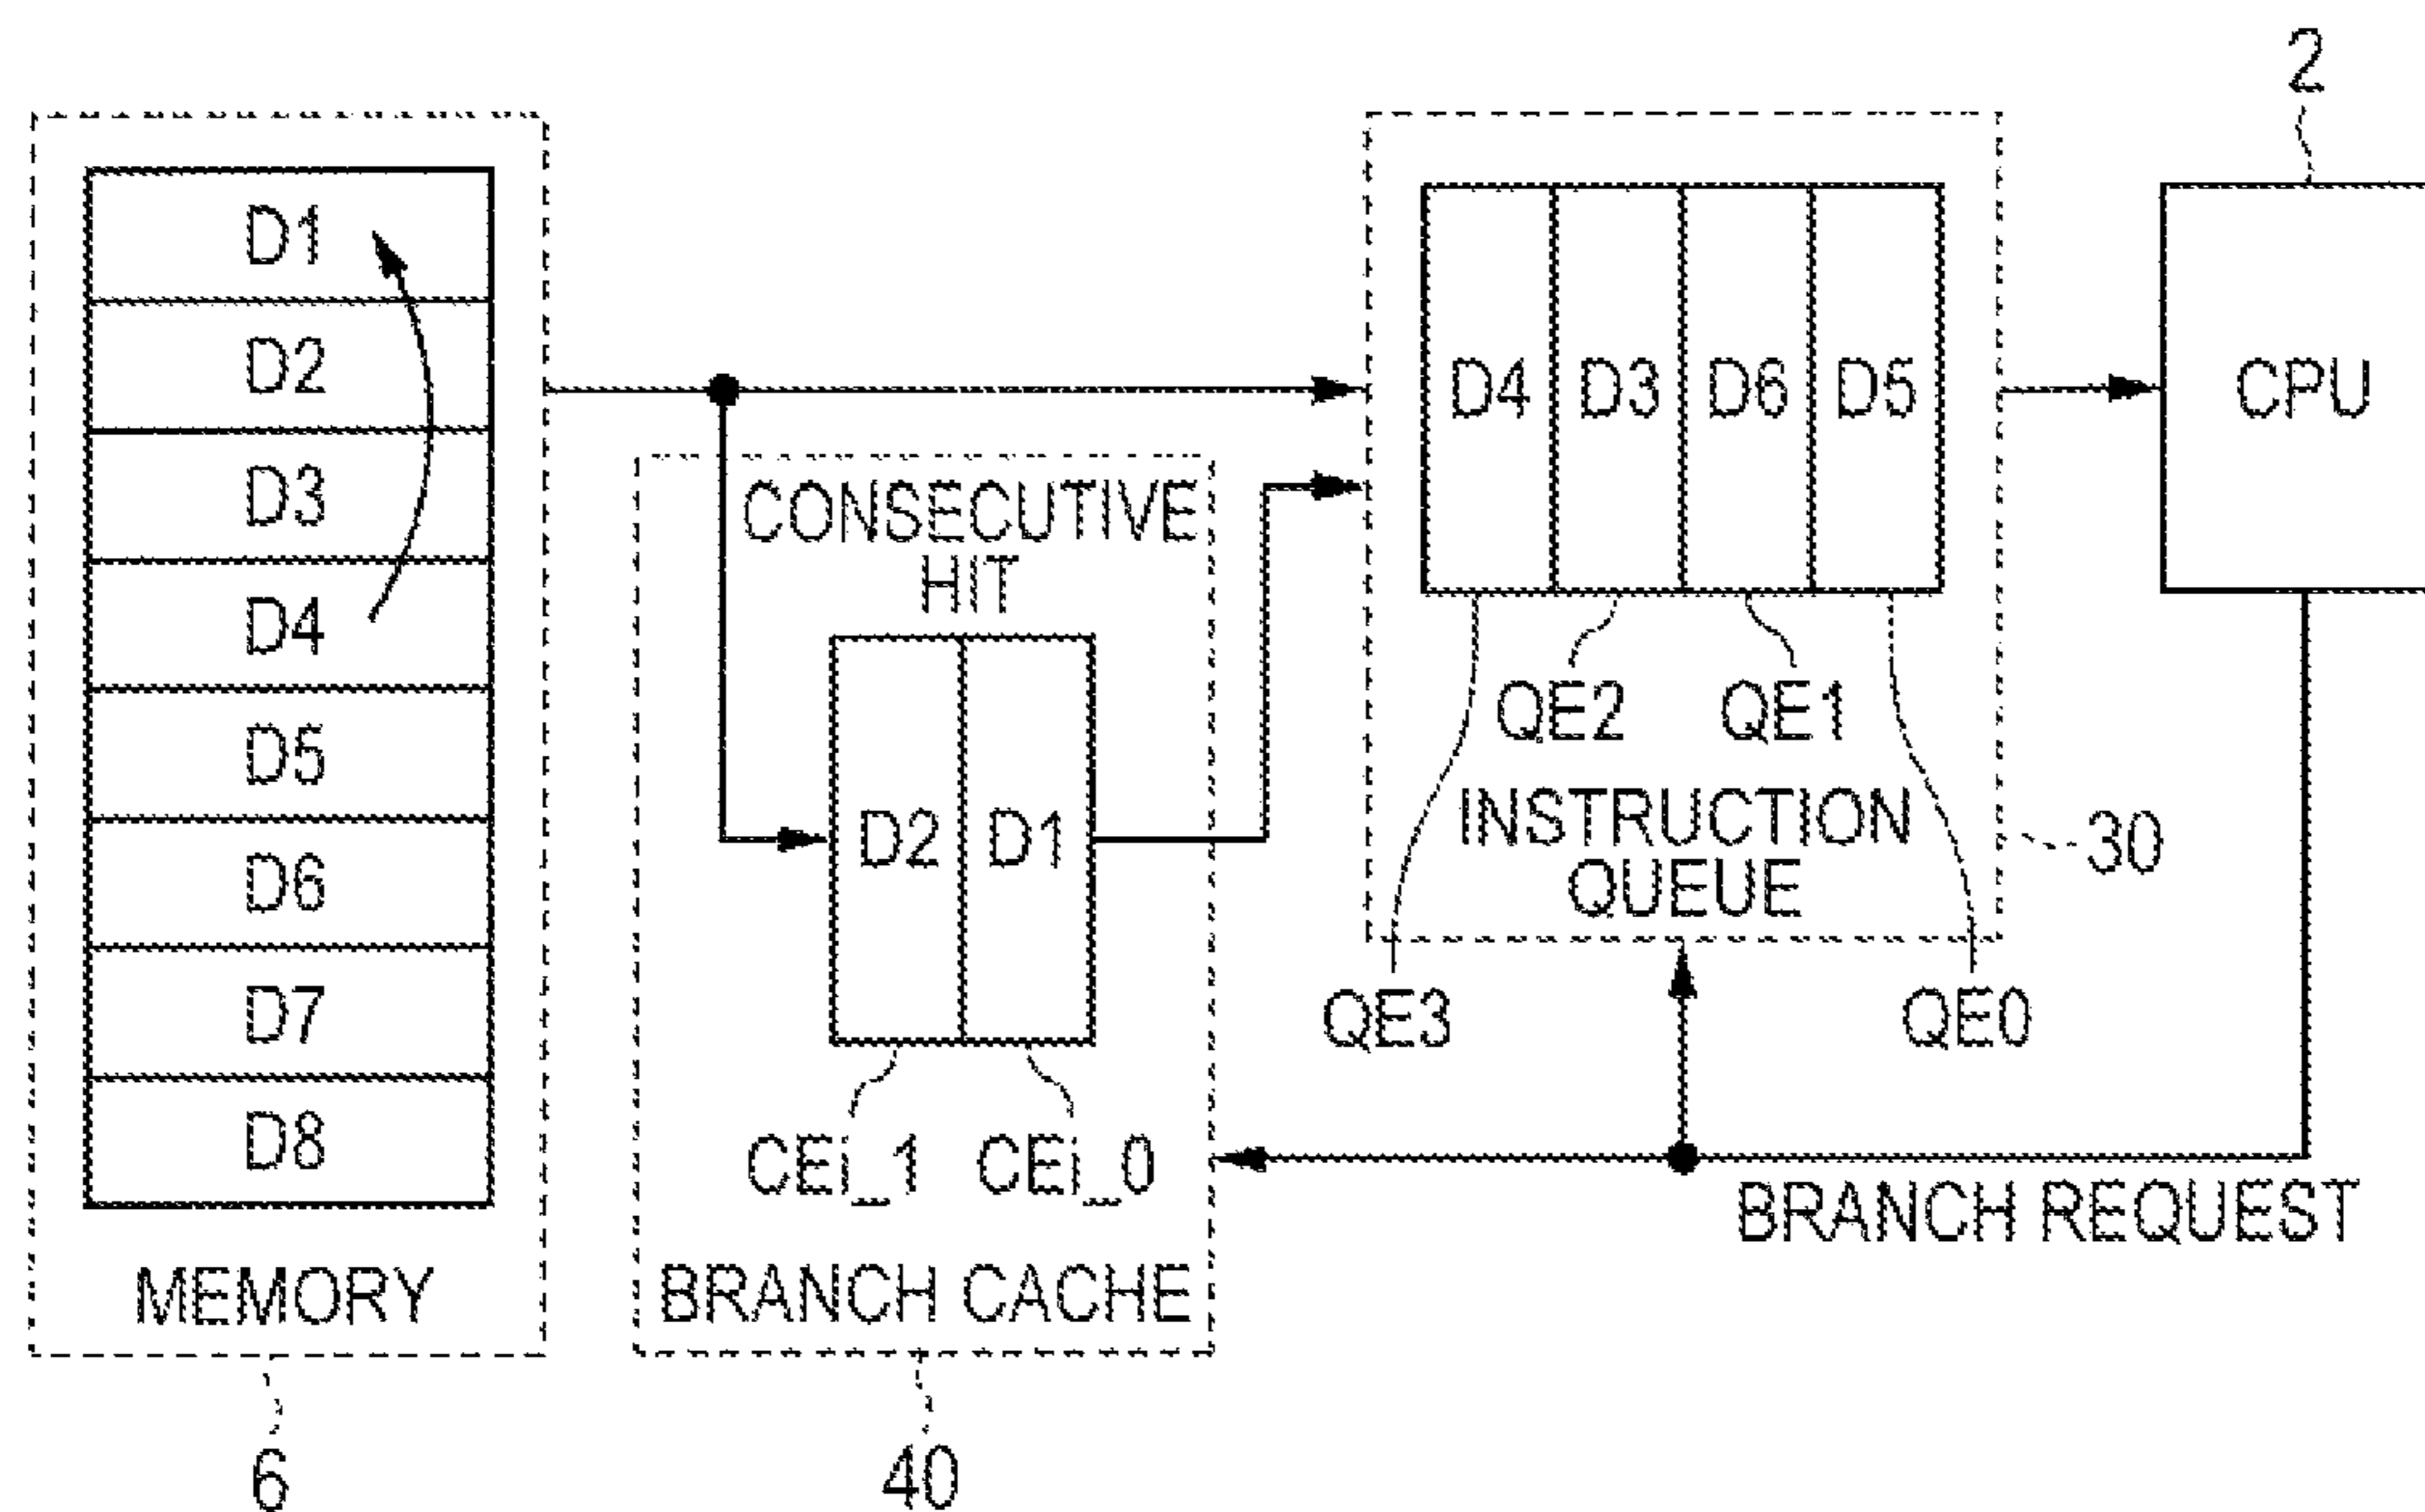 2
D1
D2
D3
D4
D5
D6
D7
D8
MEMORY
6
CONSECUTIVE
HIT
D2 D1
CEi_1 CEi_0
BRANCH CACHE
40
D4 D3 D6 D5
QE2 QE1
INSTRUCTION
QUEUE
QE3 QE0
30
CPU
BRANCH REQUEST